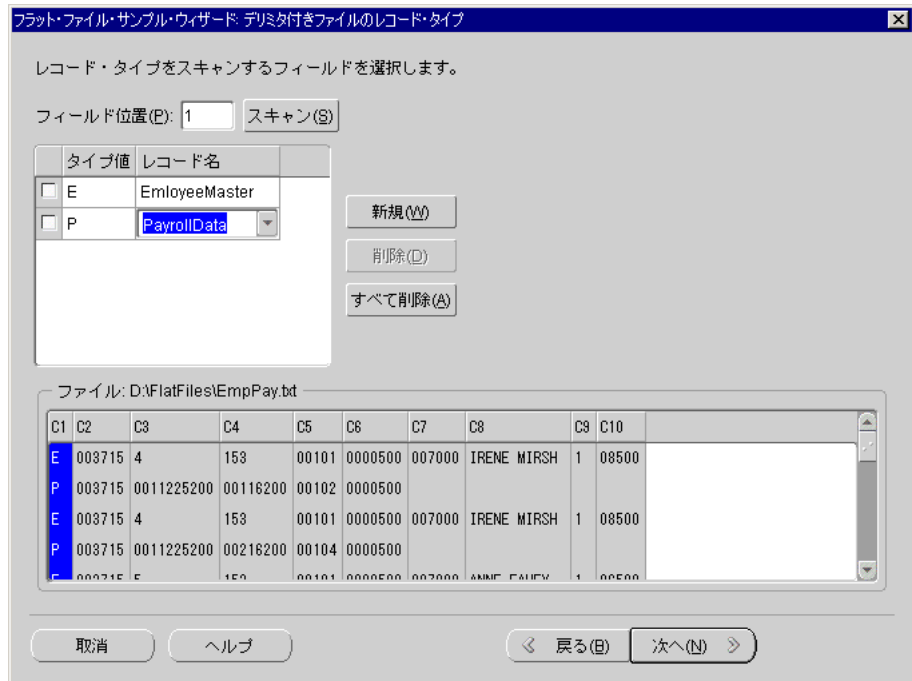 フラット・ファイル・サンプル・ウィザード: デリミタ付きファイルのレコード・タイプ
レコード・タイプをスキャンするフィールドを選択します。
フィールド位置(P): 1 スキャン(S)
タイプ値 レコード名
E EmloyeeMaster
P PayrollData
新規(W)
削除(D)
すべて削除(A)
ファイル: D:\FlatFiles\EmpPay.txt
C1 C2 C3 C4 C5 C6 C7 C8 C9 C10
E 003715 4 153 00101 0000500 007000 IRENE MIRSH 1 08500
P 003715 0011225200 00116200 00102 0000500
E 003715 4 153 00101 0000500 007000 IRENE MIRSH 1 08500
P 003715 0011225200 00216200 00104 0000500
取消 ヘルプ 戻る(B) 次へ(N)